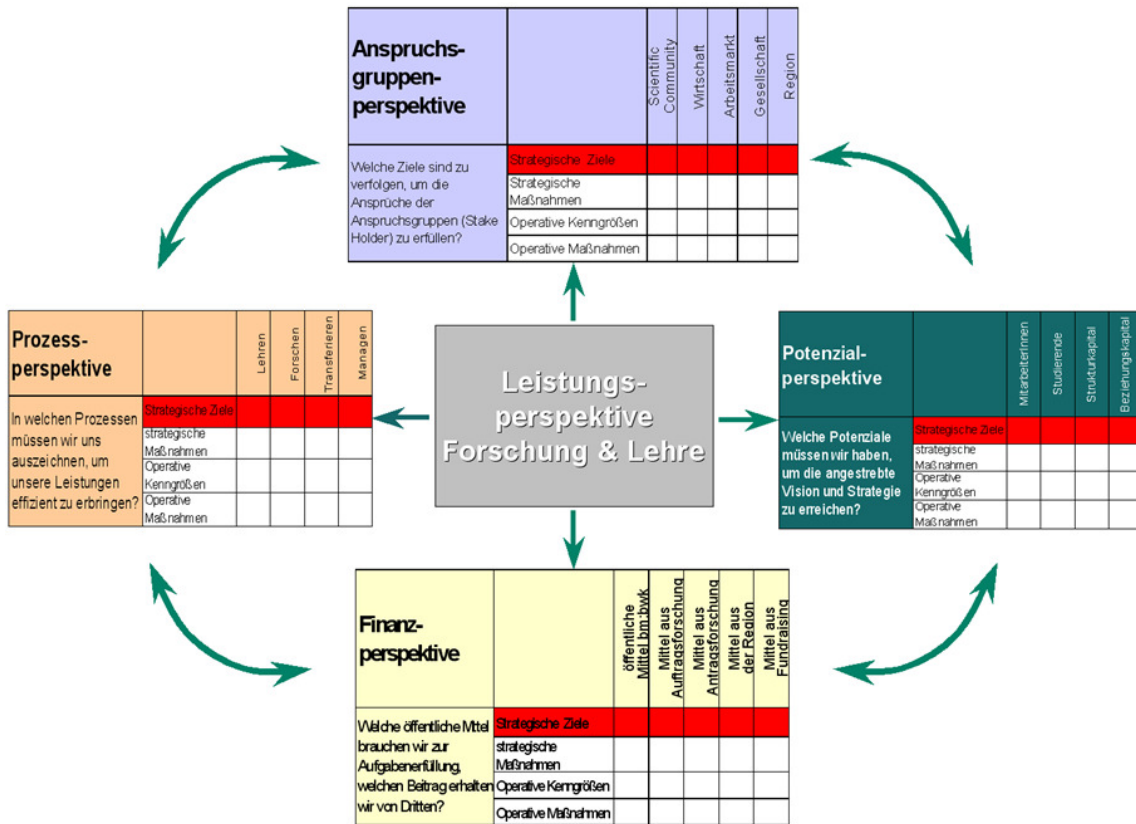 Anspruchs-
gruppen-
perspektive
Scientific
Community
Wirtschaft
Arbeitsmarkt
Gesellschaft
Region
Welche Ziele sind zu
verfolgen, um die
Ansprüche der
Anspruchsgruppen (Stake
Holder) zu erfüllen?
Strategische Ziele
Strategische
Maßnahmen
Operative Kenngrößen
Operative Maßnahmen
Prozess-
perspektive
Lehren
Forschen
Transferieren
Managen
In welchen Prozessen
müssen wir uns
auszeichnen, um
unsere Leistungen
effizient zu erbringen?
Strategische Ziele
strategische
Maßnahmen
Operative
Kenngrößen
Operative
Maßnahmen
Leistungs-
perspektive
Forschung & Lehre
Potenzial-
perspektive
MitarbeiterInnen
Studierende
Strukturkapital
Beziehungskapital
Welche Potenziale
müssen wir haben,
um die angestrebte
Vision und Strategie
zu erreichen?
Strategische Ziele
strategische
Maßnahmen
Operative
Kenngrößen
Operative
Maßnahmen
Finanz-
perspektive
öffentliche
Mittel bm:bwk
Mittel aus
Auftragsforschung
Mittel aus
Antragsforschung
Mittel aus
der Region
Mittel aus
Fundraising
Welche öffentliche Mittel
brauchen wir zur
Aufgabenerfüllung,
welchen Beitrag erhalten
wir von Dritten?
Strategische Ziele
strategische
Maßnahmen
Operative Kenngrößen
Operative Maßnahmen